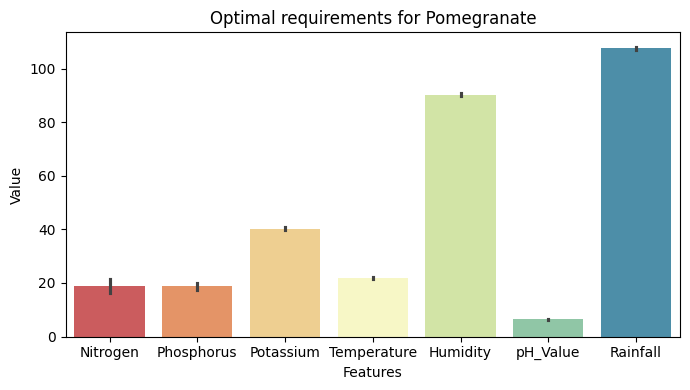 Optimal requirements for Pomegranate
Value
100
80
60
40
20
0
Nitrogen Phosphorus Potassium Temperature Humidity pH_Value Rainfall
Features